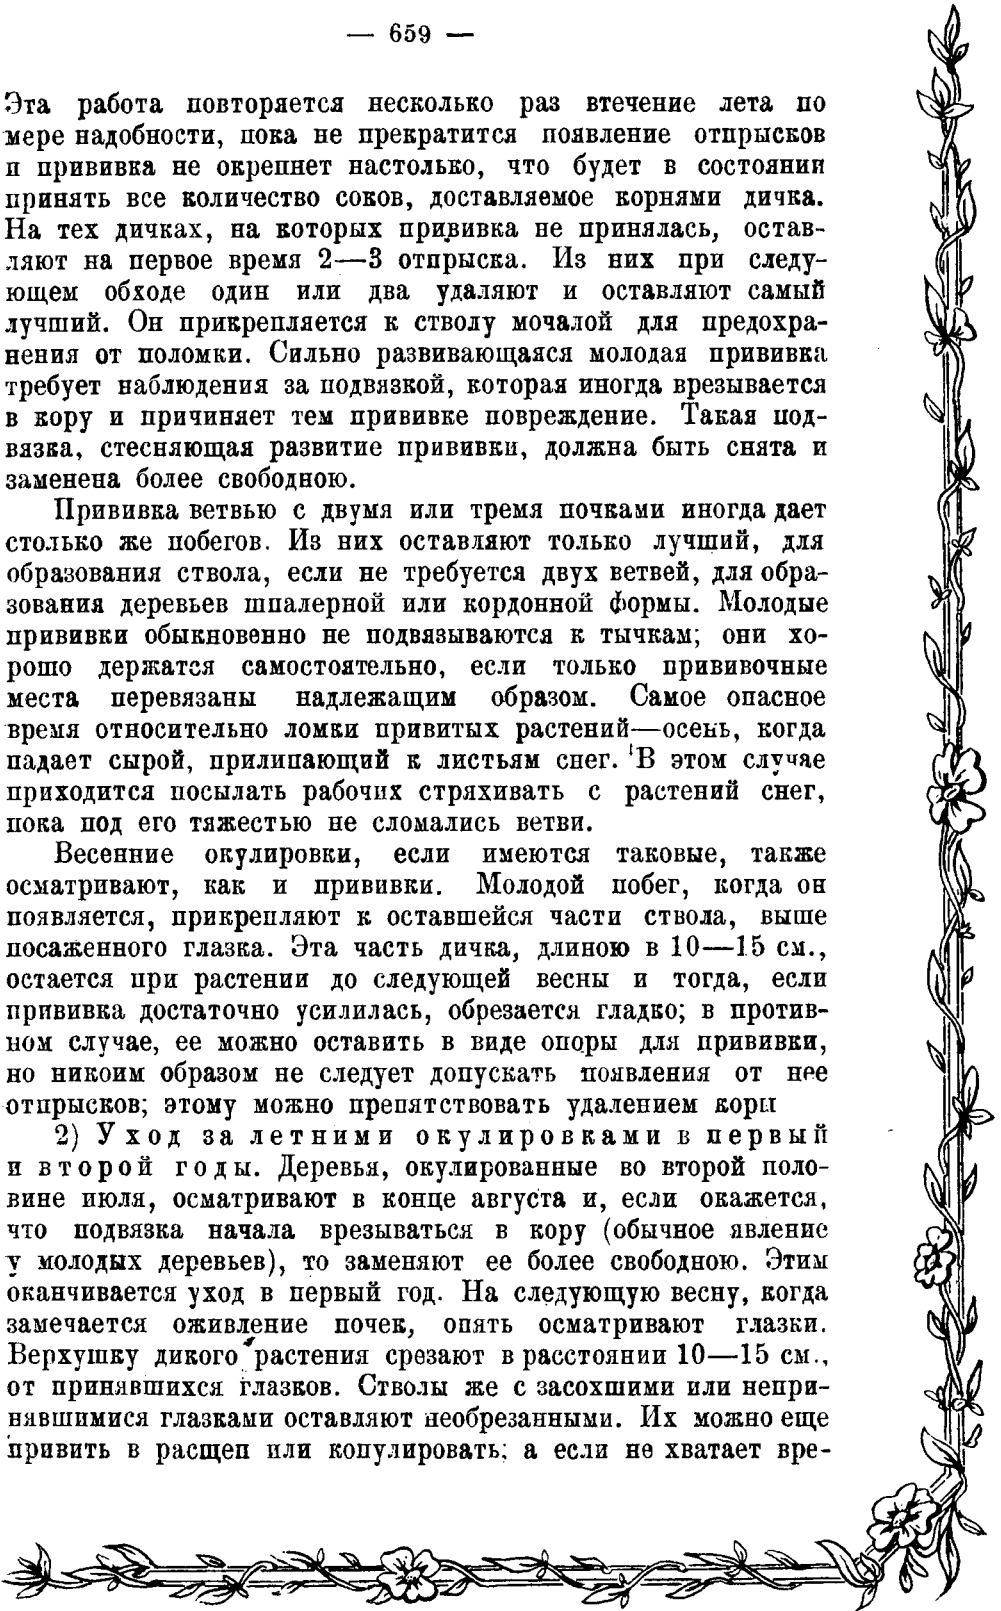 — 659 —
Эта работа повторяется несколько раз втечение лета по
мере надобности, пока не прекратится появление отпрысков
и прививка не окрепнет настолько, что будет в состоянии
принять все количество соков, доставляемое корнями дичка.
На тех дичках, на которых прививка не принялась, остав-
ляют на первое время 2—3 отпрыска. Из них при следу-
ющем обходе один или два удаляют и оставляют самый
лучший. Он прикрепляется к стволу мочалой для предохра-
нения от поломки. Сильно развивающаяся молодая прививка
требует наблюдения за подвязкой, которая иногда врезывается
в кору и причиняет тем прививке повреждение. Такая под-
вязка, стесняющая развитие прививки, должна быть снята и
заменена более свободною.
Прививка ветвью с двумя или тремя почками иногда дает
столько же побегов. Из них оставляют только лучший, для
образования ствола, если не требуется двух ветвей, для обра-
зования деревьев шпалерной или кордонной формы. Молодые
прививки обыкновенно не подвязываются к тычкам; они хо-
рошо держатся самостоятельно, если только прививочные
места перевязаны надлежащим образом. Самое опасное
время относительно ломки привитых растений—осень, когда
падает сырой, прилипающий к листьям снег. В этом случае
приходится посылать рабочих стряхивать с растений снег,
пока под его тяжестью не сломались ветви.
Весенние окулировки, если имеются таковые, также
осматривают, как и прививки. Молодой побег, когда он
появляется, прикрепляют к оставшейся части ствола, выше
посаженного глазка. Эта часть дичка, длиною в 10—15 см.,
остается при растении до следующей весны и тогда, если
прививка достаточно усилилась, обрезается гладко; в против-
ном случае, ее можно оставить в виде опоры для прививки,
но никоим образом не следует допускать появления от нее
отпрысков; этому можно препятствовать удалением коры
2) Уход за летними окулировками в первый
и второй годы. Деревья, окулированные во второй поло-
вине июля, осматривают в конце августа и, если окажется,
что подвязка начала врезываться в кору (обычное явление
у молодых деревьев), то заменяют ее более свободною. Этим
оканчивается уход в первый год. На следующую весну, когда
замечается оживление почек, опять осматривают глазки.
Верхушку дикого растения срезают в расстоянии 10—15 см.,
от принявшихся глазков. Стволы же с засохшими или непри-
нявшимися глазками оставляют необрезанными. Их можно еще
привить в расщеп или копулировать; а если не хватает вре-